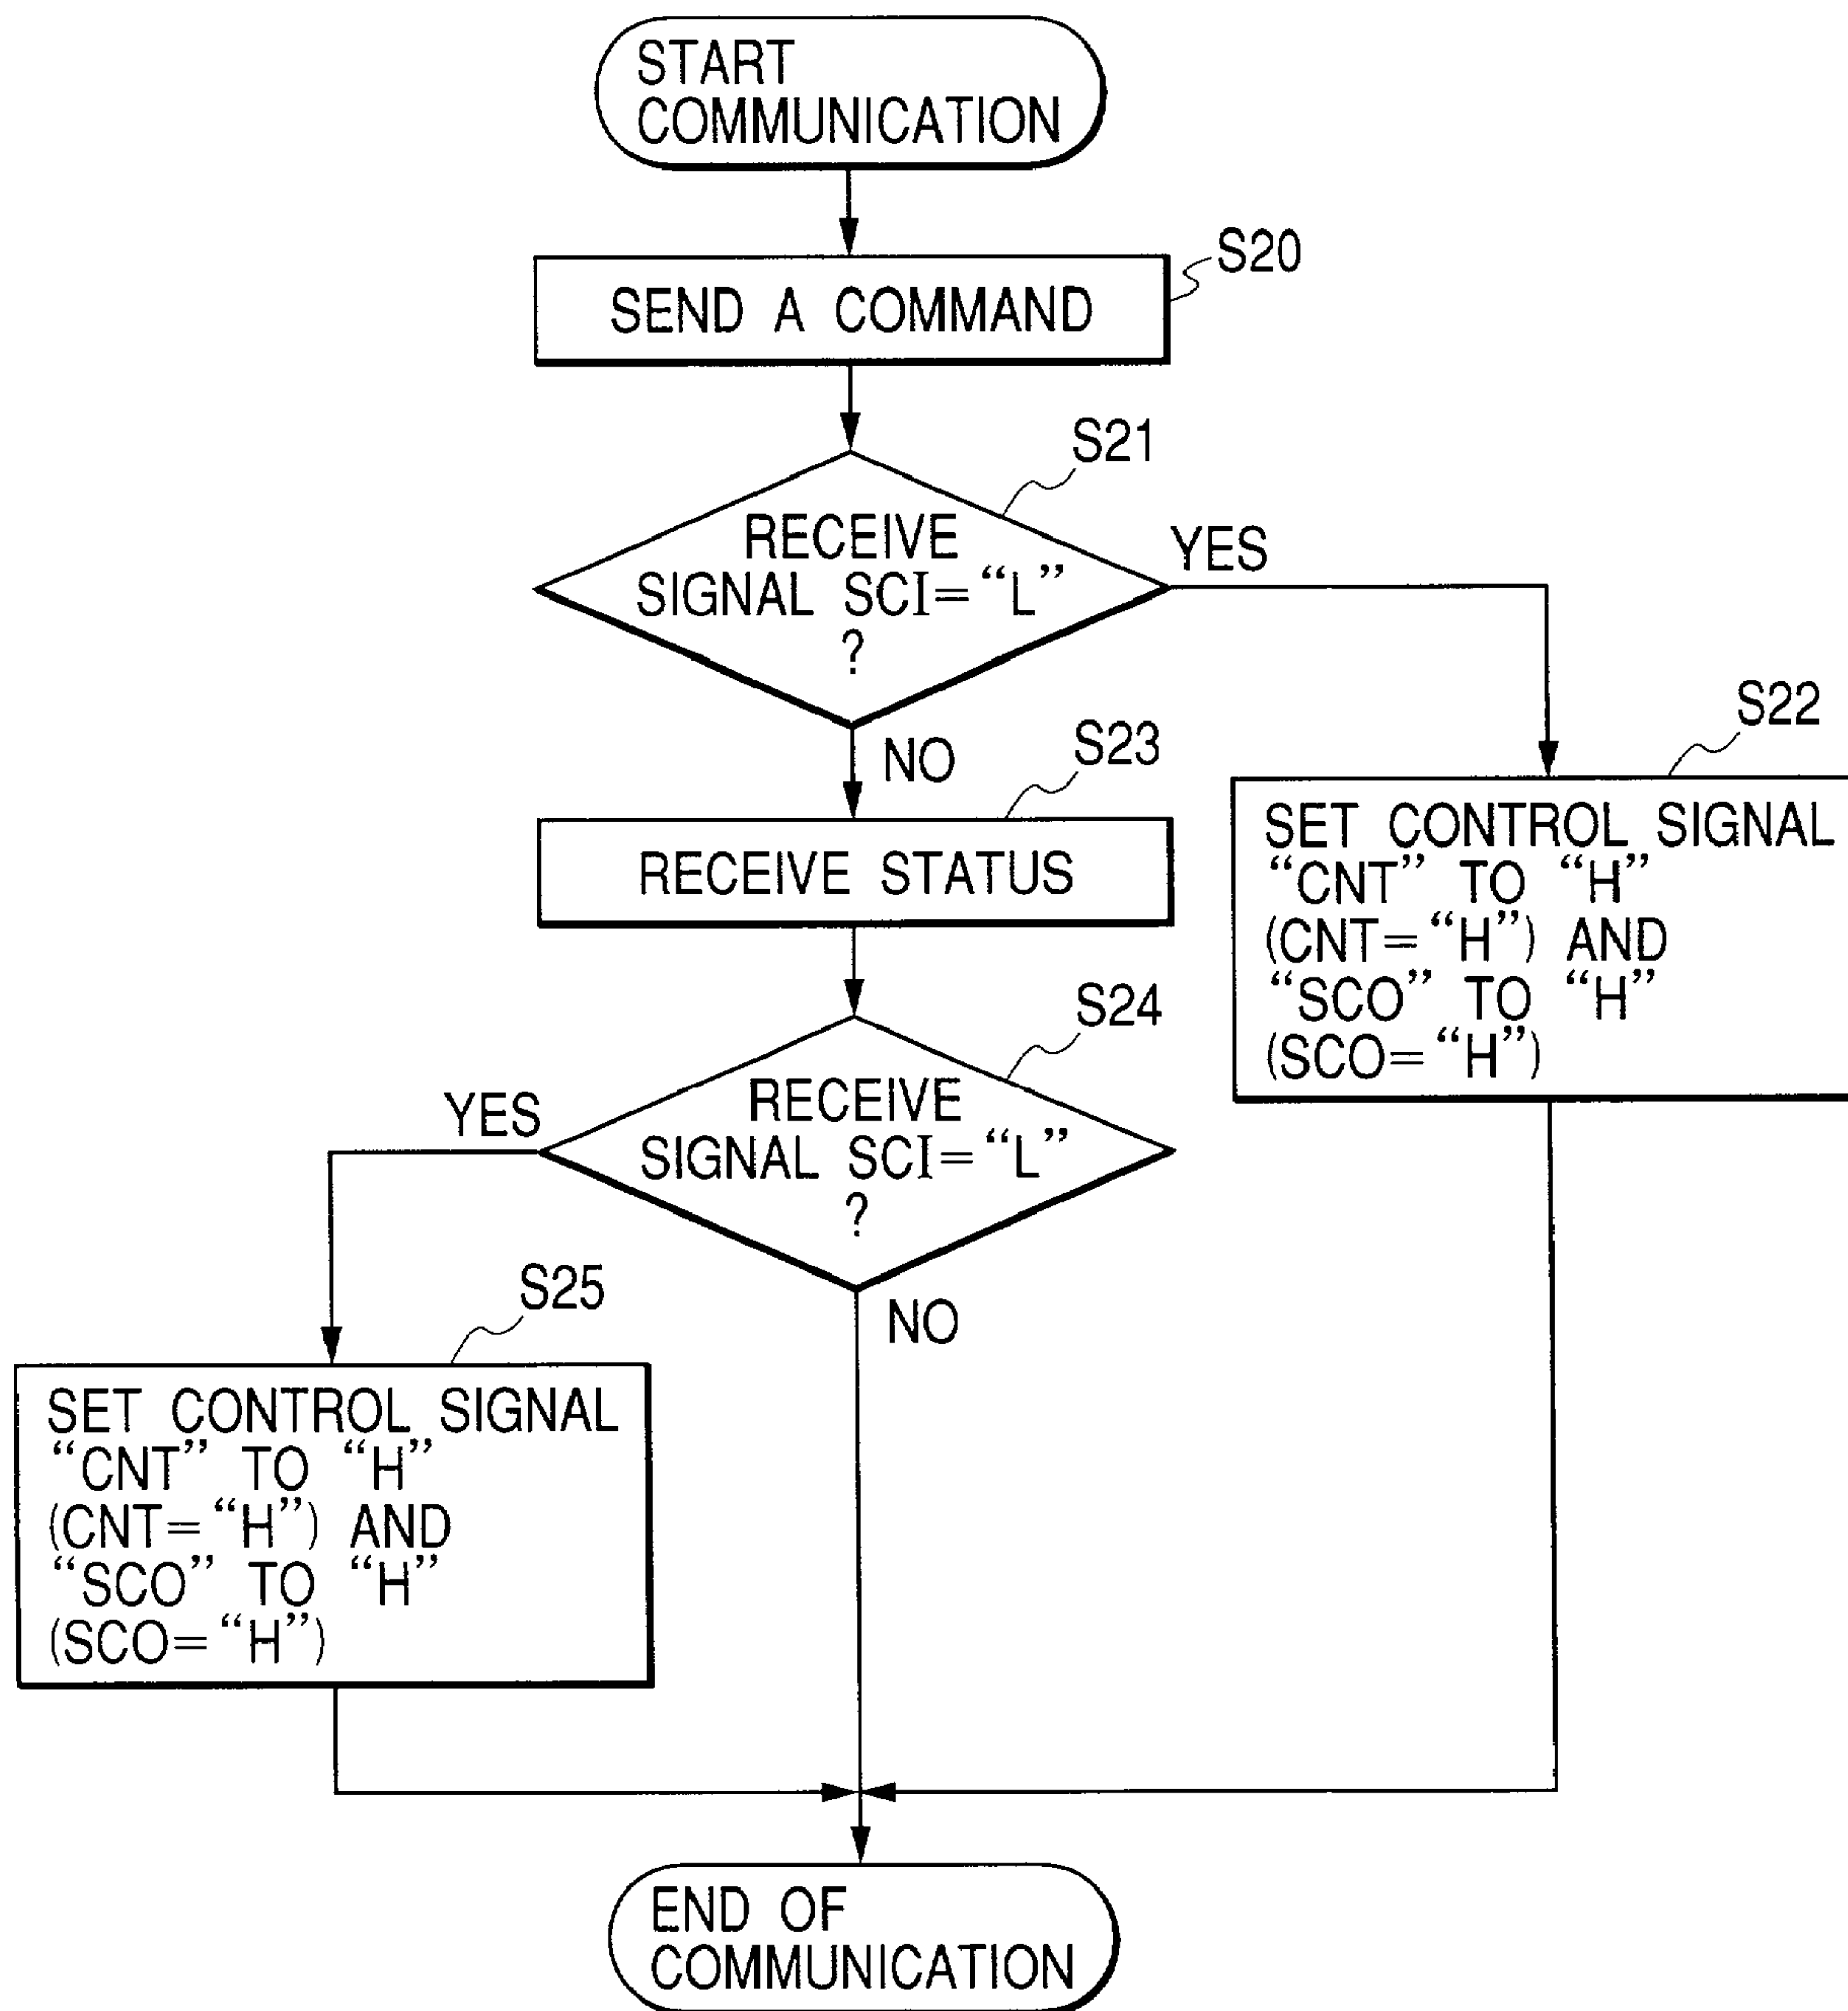 START
COMMUNICATION
S20
SEND A COMMAND
S21
RECEIVE
SIGNAL SCI=“L”
?
YES
NO
S22
SET CONTROL SIGNAL
“CNT” TO “H”
(CNT=“H”) AND
“SCO” TO “H”
(SCO=“H”)
S23
RECEIVE STATUS
S24
RECEIVE
SIGNAL SCI=“L”
?
YES
NO
S25
SET CONTROL SIGNAL
“CNT” TO “H”
(CNT=“H”) AND
“SCO” TO “H”
(SCO=“H”)
END OF
COMMUNICATION